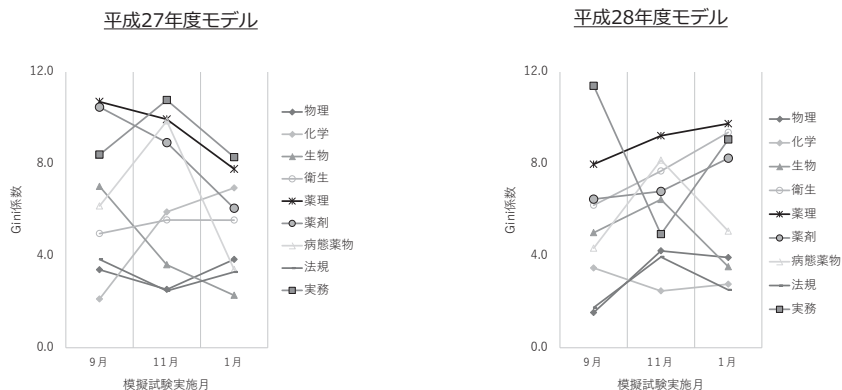 平成27年度モデル
12.0
8.0
4.0
0.0
Gini係数
9月
11月
1月
模擬試験実施月
物理
化学
生物
衛生
薬理
薬剤
病態薬物
法規
実務
平成28年度モデル
12.0
8.0
4.0
0.0
Gini係数
9月
11月
1月
模擬試験実施月
物理
化学
生物
衛生
薬理
薬剤
病態薬物
法規
実務